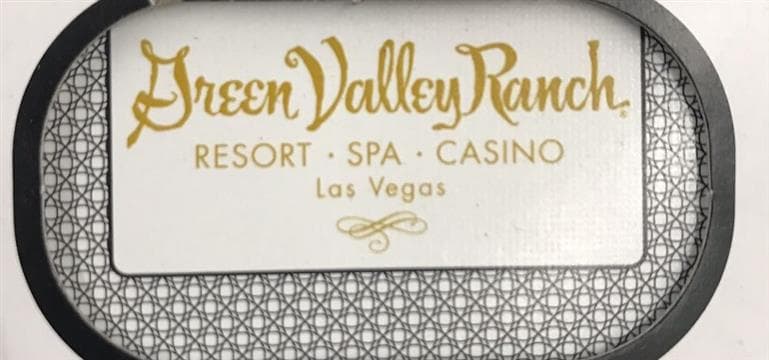 Green Valley Ranch®
RESORT · SPA · CASINO
Las Vegas